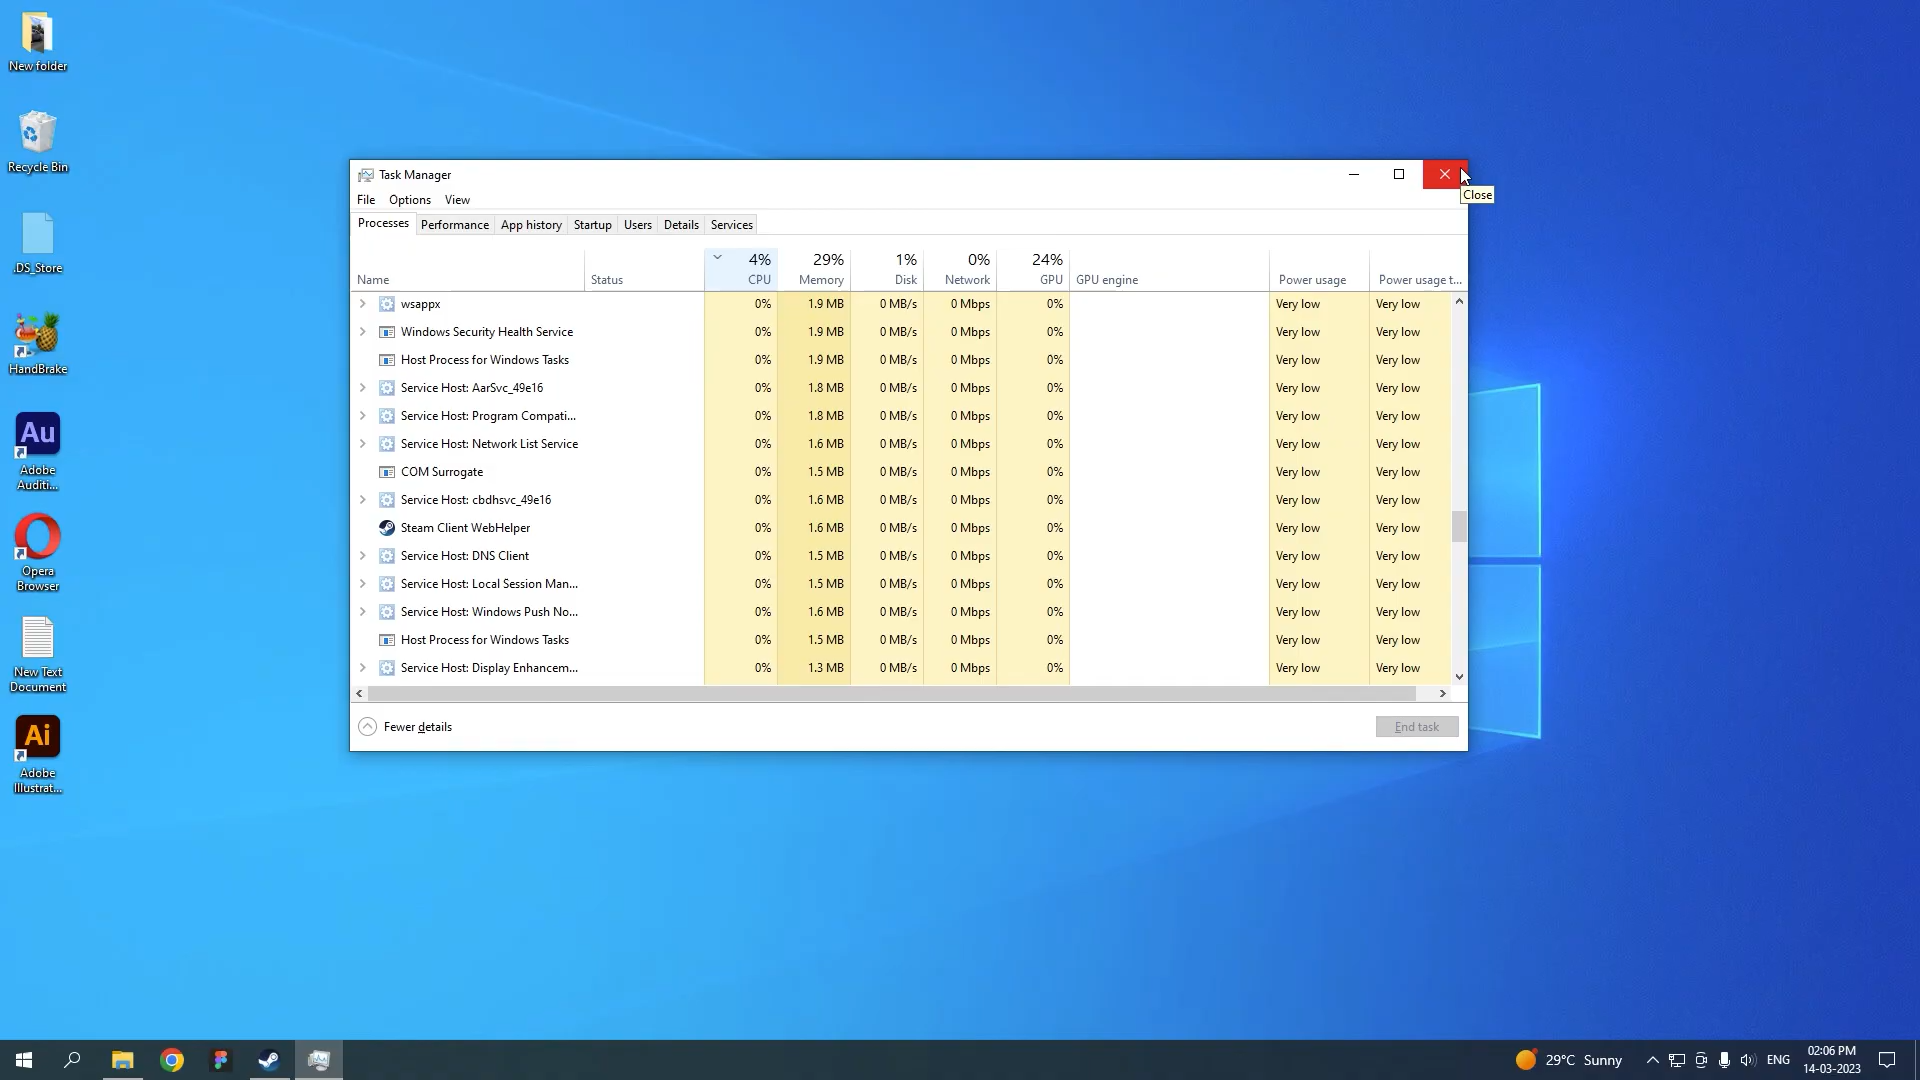 New folder
Recycle Bin
.DS_Store
HandBrake
Au
Adobe
Auditi...
Opera
Browser
New Text
Document
Ai
Adobe
Illustrat...
Task Manager
Close
File Options View
Processes Performance App history Startup Users Details Services
4% 29% 1% 0% 24%
Name Status CPU Memory Disk Network GPU GPU engine Power usage Power usage t...
wsappx 0% 1.9 MB 0 MB/s 0 Mbps 0% Very low Very low
Windows Security Health Service 0% 1.9 MB 0 MB/s 0 Mbps 0% Very low Very low
Host Process for Windows Tasks 0% 1.9 MB 0 MB/s 0 Mbps 0% Very low Very low
Service Host: AarSvc_49e16 0% 1.8 MB 0 MB/s 0 Mbps 0% Very low Very low
Service Host: Program Compati... 0% 1.8 MB 0 MB/s 0 Mbps 0% Very low Very low
Service Host: Network List Service 0% 1.6 MB 0 MB/s 0 Mbps 0% Very low Very low
COM Surrogate 0% 1.5 MB 0 MB/s 0 Mbps 0% Very low Very low
Service Host: cbdhsvc_49e16 0% 1.6 MB 0 MB/s 0 Mbps 0% Very low Very low
Steam Client WebHelper 0% 1.6 MB 0 MB/s 0 Mbps 0% Very low Very low
Service Host: DNS Client 0% 1.5 MB 0 MB/s 0 Mbps 0% Very low Very low
Service Host: Local Session Man... 0% 1.5 MB 0 MB/s 0 Mbps 0% Very low Very low
Service Host: Windows Push No... 0% 1.6 MB 0 MB/s 0 Mbps 0% Very low Very low
Host Process for Windows Tasks 0% 1.5 MB 0 MB/s 0 Mbps 0% Very low Very low
Service Host: Display Enhancem... 0% 1.3 MB 0 MB/s 0 Mbps 0% Very low Very low
Fewer details End task
29°C Sunny ENG 02:06 PM
14-03-2023